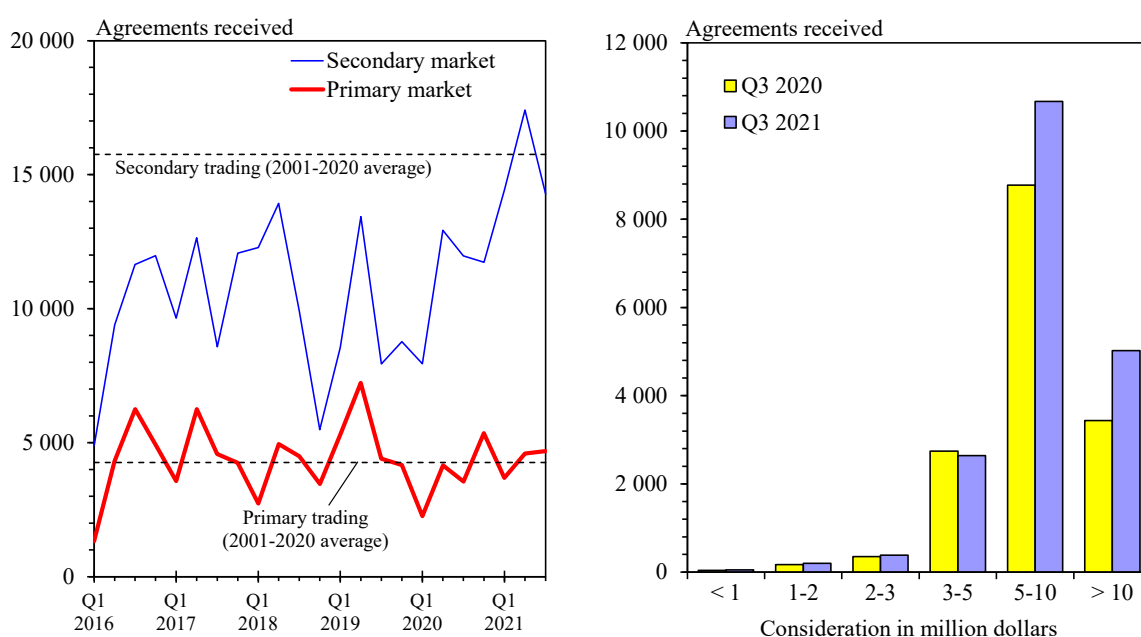 Agreements received
20 000
15 000
10 000
5 000
0
Secondary market
Primary market
Secondary trading (2001-2020 average)
Primary trading
(2001-2020 average)
Q1 Q1 Q1 Q1 Q1 Q1
2016 2017 2018 2019 2020 2021
Agreements received
12 000
10 000
8 000
6 000
4 000
2 000
0
Q3 2020
Q3 2021
< 1 1-2 2-3 3-5 5-10 > 10
Consideration in million dollars